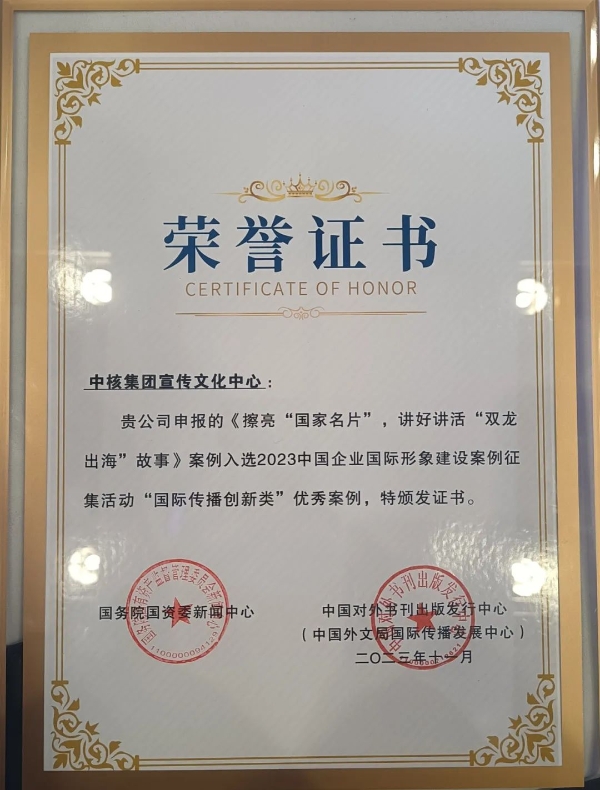 荣誉证书
CERTIFICATE OF HONOR
中核集团宣传文化中心：
贵公司申报的《擦亮“国家名片”，讲好讲活“双龙
出海”故事》案例入选2023中国企业国际形象建设案例征
集活动“国际传播创新类”优秀案例，特颁发证书。
国务院国资委新闻中心
中国对外书刊出版发行中心
（中国外文局国际传播发展中心）
二〇二三年十一月